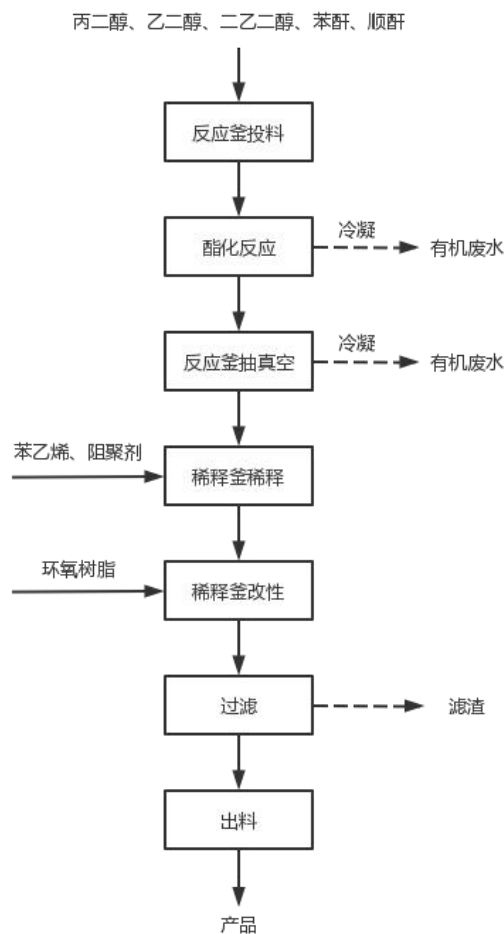 丙二醇、乙二醇、二乙二醇、苯酐、顺酐
反应釜投料
冷凝
酯化反应
有机废水
冷凝
反应釜抽真空
有机废水
苯乙烯、阻聚剂
稀释釜稀释
环氧树脂
稀释釜改性
过滤
滤渣
出料
产品